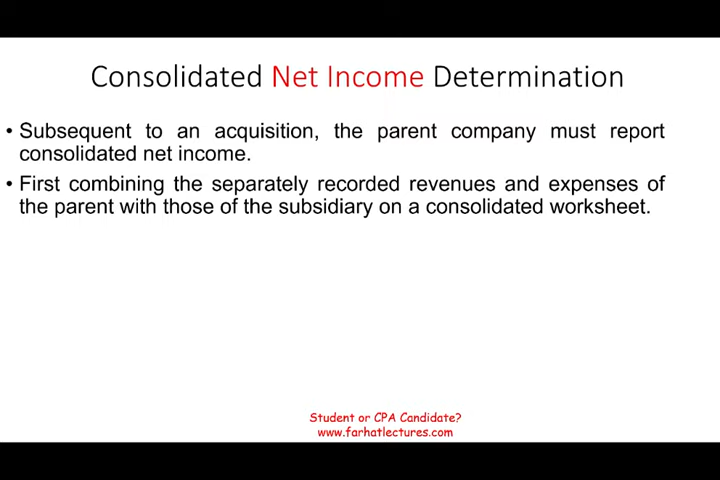 Consolidated Net Income Determination
• Subsequent to an acquisition, the parent company must report
consolidated net income.
• First combining the separately recorded revenues and expenses of
the parent with those of the subsidiary on a consolidated worksheet.
Student or CPA Candidate?
www.farhatlectures.com